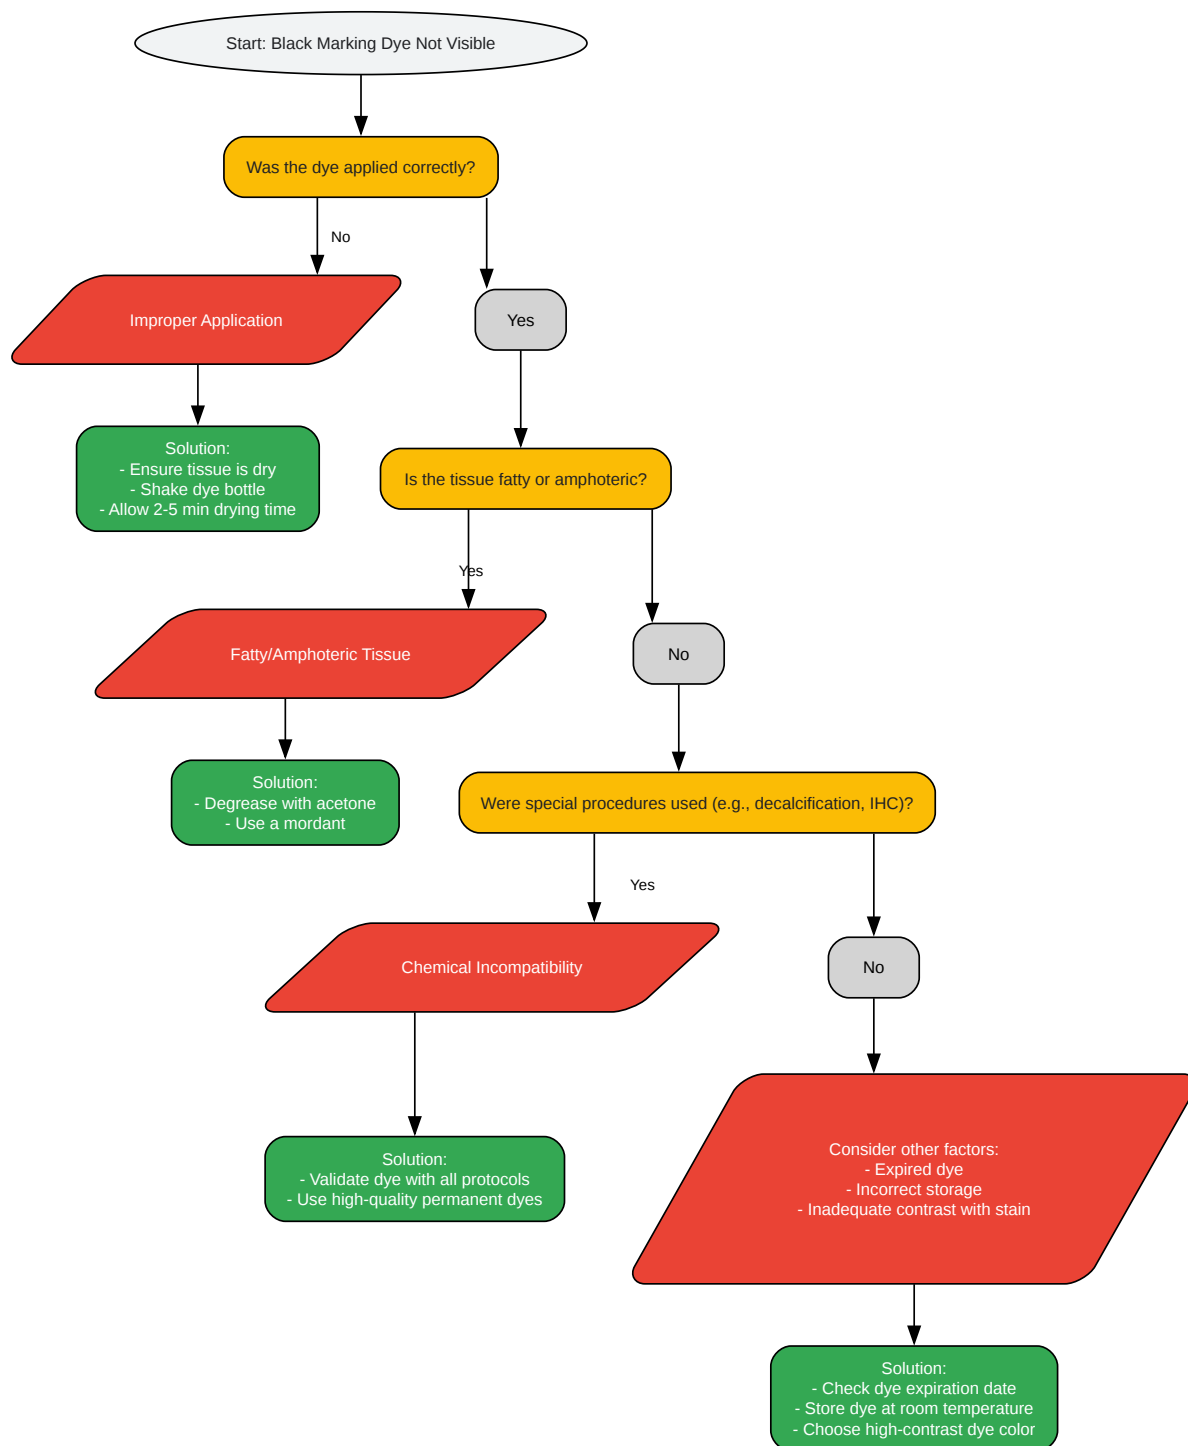 Start: Black Marking Dye Not Visible
Was the dye applied correctly?
No
Improper Application
Yes
Solution:
- Ensure tissue is dry
- Shake dye bottle
- Allow 2-5 min drying time
Is the tissue fatty or amphoteric?
Yes
Fatty/Amphoteric Tissue
No
Solution:
- Degrease with acetone
- Use a mordant
Were special procedures used (e.g., decalcification, IHC)?
Yes
Chemical Incompatibility
No
Solution:
- Validate dye with all protocols
- Use high-quality permanent dyes
Consider other factors:
- Expired dye
- Incorrect storage
- Inadequate contrast with stain
Solution:
- Check dye expiration date
- Store dye at room temperature
- Choose high-contrast dye color